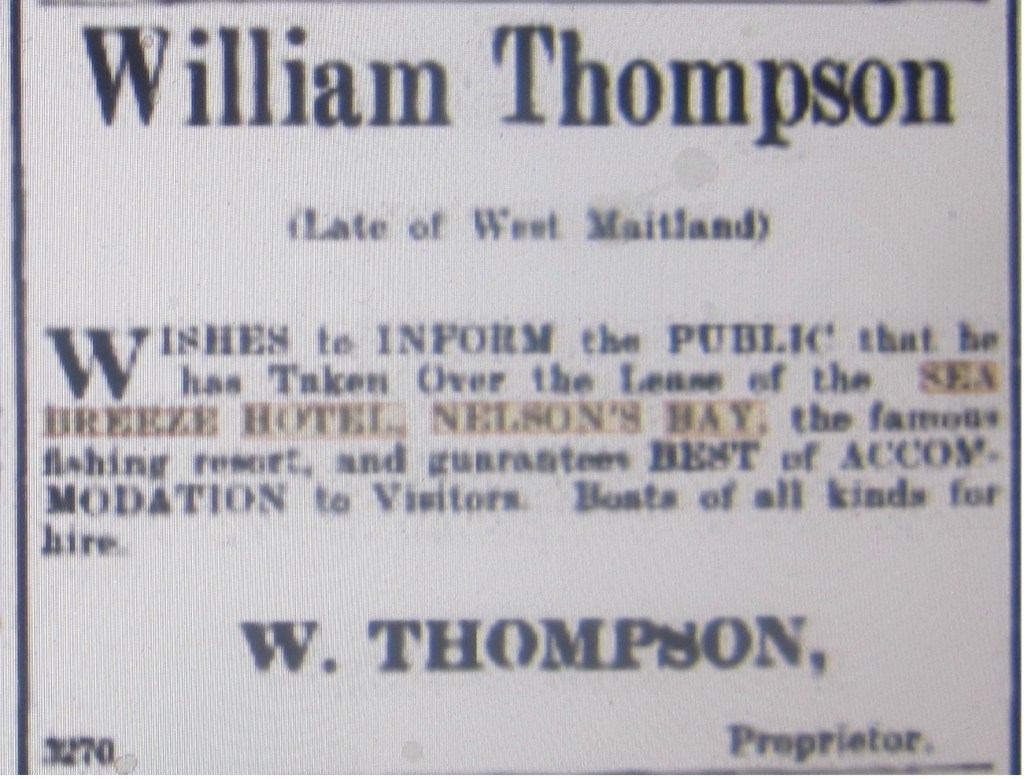 William Thompson
(Late of West Maitland)
WISHES to INFORM the PUBLIC that he
has Taken Over the Lease of the SEA
BREEZE HOTEL, NELSON'S BAY, the famous
fishing resort, and guarantees BEST of ACCOM-
MODATION to Visitors. Boats of all kinds for
hire.
W. THOMPSON,
3270 Proprietor.